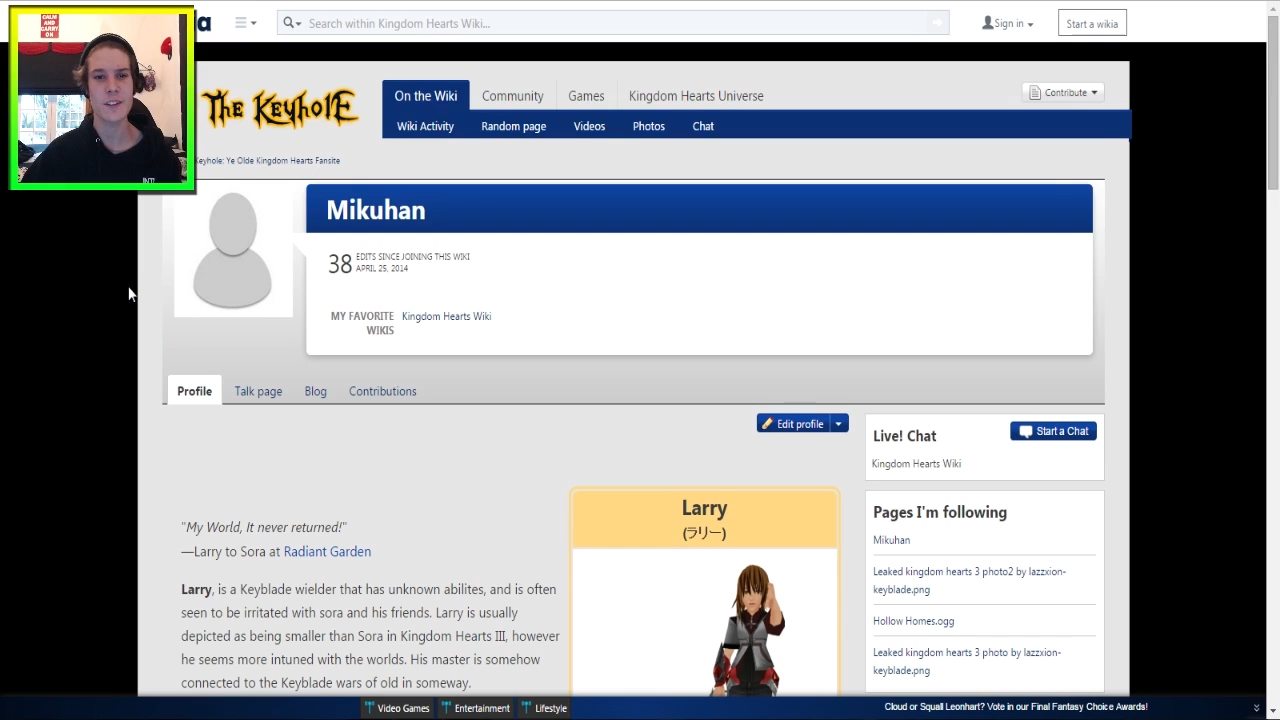 CALM
AND
CARRY
ON
a
Search within Kingdom Hearts Wiki...
Sign in
Start a wikia
The Keyhole
On the Wiki
Community
Games
Kingdom Hearts Universe
Contribute
Wiki Activity
Random page
Videos
Photos
Chat
Keyhole: Ye Olde Kingdom Hearts Fansite
Mikuhan
38 EDITS SINCE JOINING THIS WIKI
APRIL 25, 2014
MY FAVORITE
WIKIS
Kingdom Hearts Wiki
Profile
Talk page
Blog
Contributions
Edit profile
Live! Chat
Start a Chat
Kingdom Hearts Wiki
"My World, It never returned!"
—Larry to Sora at Radiant Garden
Larry, is a Keyblade wielder that has unknown abilites, and is often
seen to be irritated with sora and his friends. Larry is usually
depicted as being smaller than Sora in Kingdom Hearts III, however
he seems more intuned with the worlds. His master is somehow
connected to the Keyblade wars of old in someway.
Larry
(ラリー)
Pages I'm following
Mikuhan
Leaked kingdom hearts 3 photo2 by lazzxion-
keyblade.png
Hollow Homes.ogg
Leaked kingdom hearts 3 photo by lazzxion-
keyblade.png
Video Games
Entertainment
Lifestyle
Cloud or Squall Leonhart? Vote in our Final Fantasy Choice Awards!